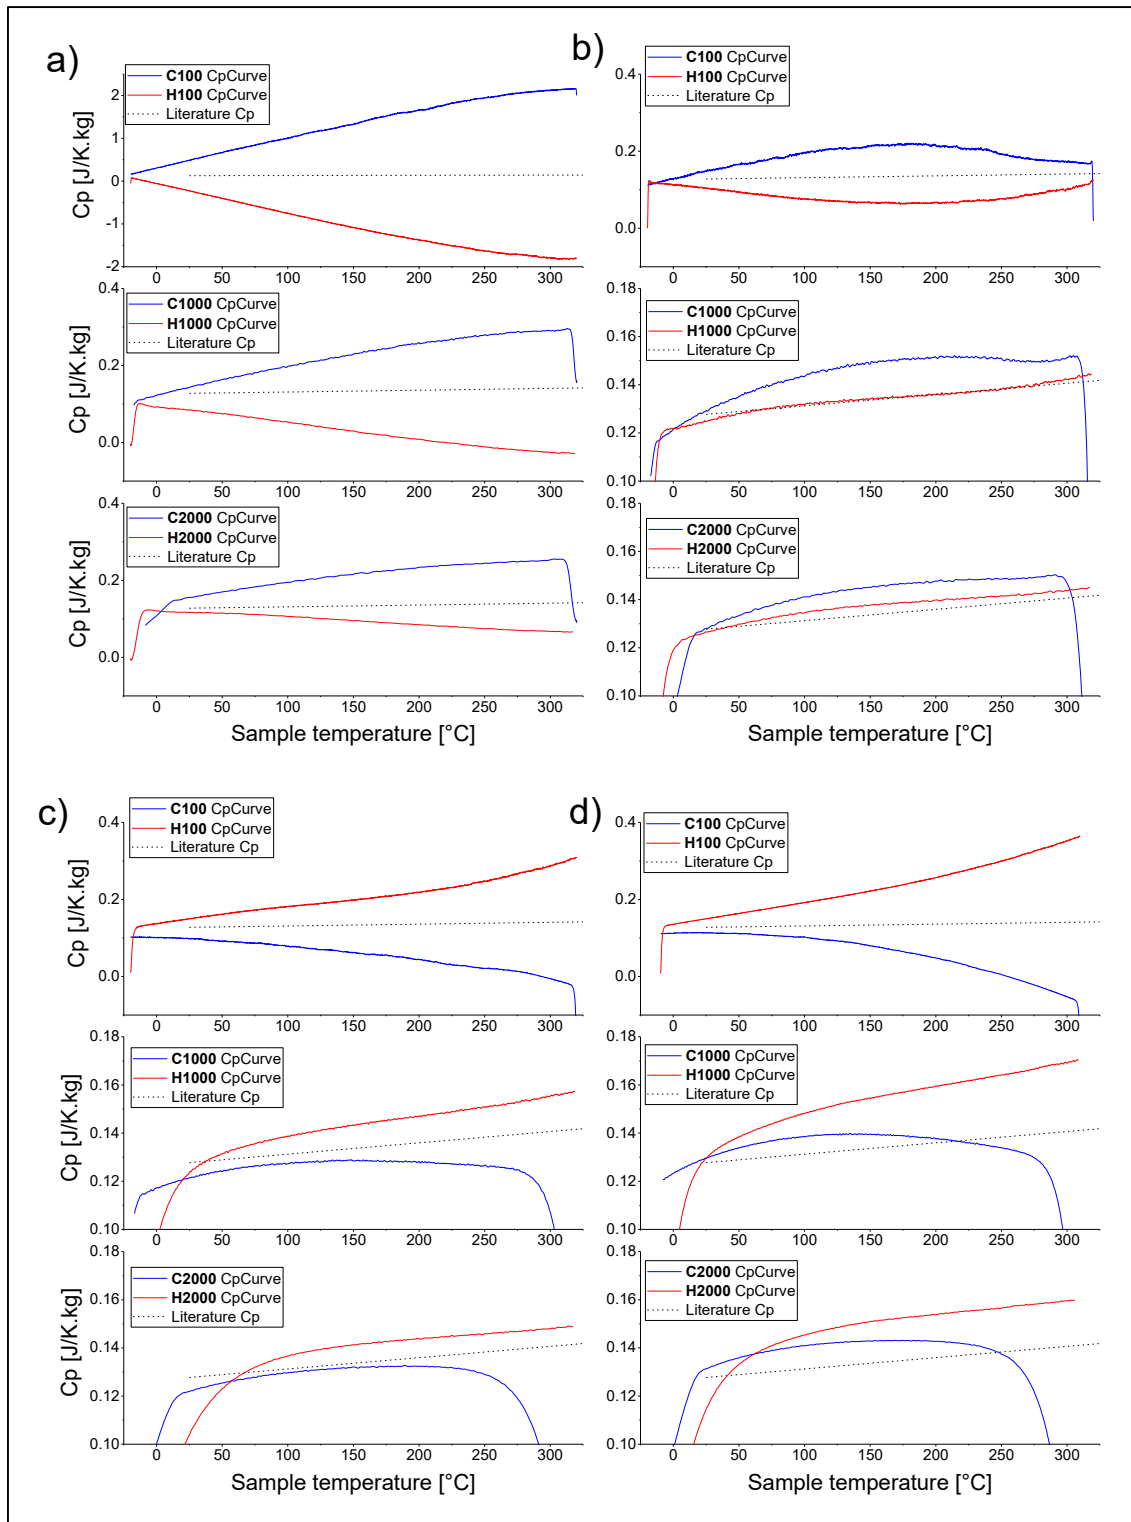 a)
C100 CpCurve
H100 CpCurve
Literature Cp
Cp [J/K.kg]
2
1
0
-1
-2
0 50 100 150 200 250 300
C1000 CpCurve
H1000 CpCurve
Literature Cp
0.4
0.2
0.0
0 50 100 150 200 250 300
C2000 CpCurve
H2000 CpCurve
Literature Cp
Cp [J/K.kg]
0.4
0.2
0.0
0 50 100 150 200 250 300
Sample temperature [°C]
b)
C100 CpCurve
H100 CpCurve
Literature Cp
Cp [J/K.kg]
0.4
0.2
0.0
0 50 100 150 200 250 300
C1000 CpCurve
H1000 CpCurve
Literature Cp
0.18
0.16
0.14
0.12
0.10
0 50 100 150 200 250 300
C2000 CpCurve
H2000 CpCurve
Literature Cp
Cp [J/K.kg]
0.18
0.16
0.14
0.12
0.10
0 50 100 150 200 250 300
Sample temperature [°C]
c)
C100 CpCurve
H100 CpCurve
Literature Cp
Cp [J/K.kg]
0.4
0.2
0.0
0 50 100 150 200 250 300
C1000 CpCurve
H1000 CpCurve
Literature Cp
Cp [J/K.kg]
0.18
0.16
0.14
0.12
0.10
0 50 100 150 200 250 300
C2000 CpCurve
H2000 CpCurve
Literature Cp
Cp [J/K.kg]
0.18
0.16
0.14
0.12
0.10
0 50 100 150 200 250 300
Sample temperature [°C]
d)
C100 CpCurve
H100 CpCurve
Literature Cp
Cp [J/K.kg]
0.4
0.2
0.0
0 50 100 150 200 250 300
C1000 CpCurve
H1000 CpCurve
Literature Cp
Cp [J/K.kg]
0.18
0.16
0.14
0.12
0.10
0 50 100 150 200 250 300
C2000 CpCurve
H2000 CpCurve
Literature Cp
Cp [J/K.kg]
0.18
0.16
0.14
0.12
0.10
0 50 100 150 200 250 300
Sample temperature [°C]